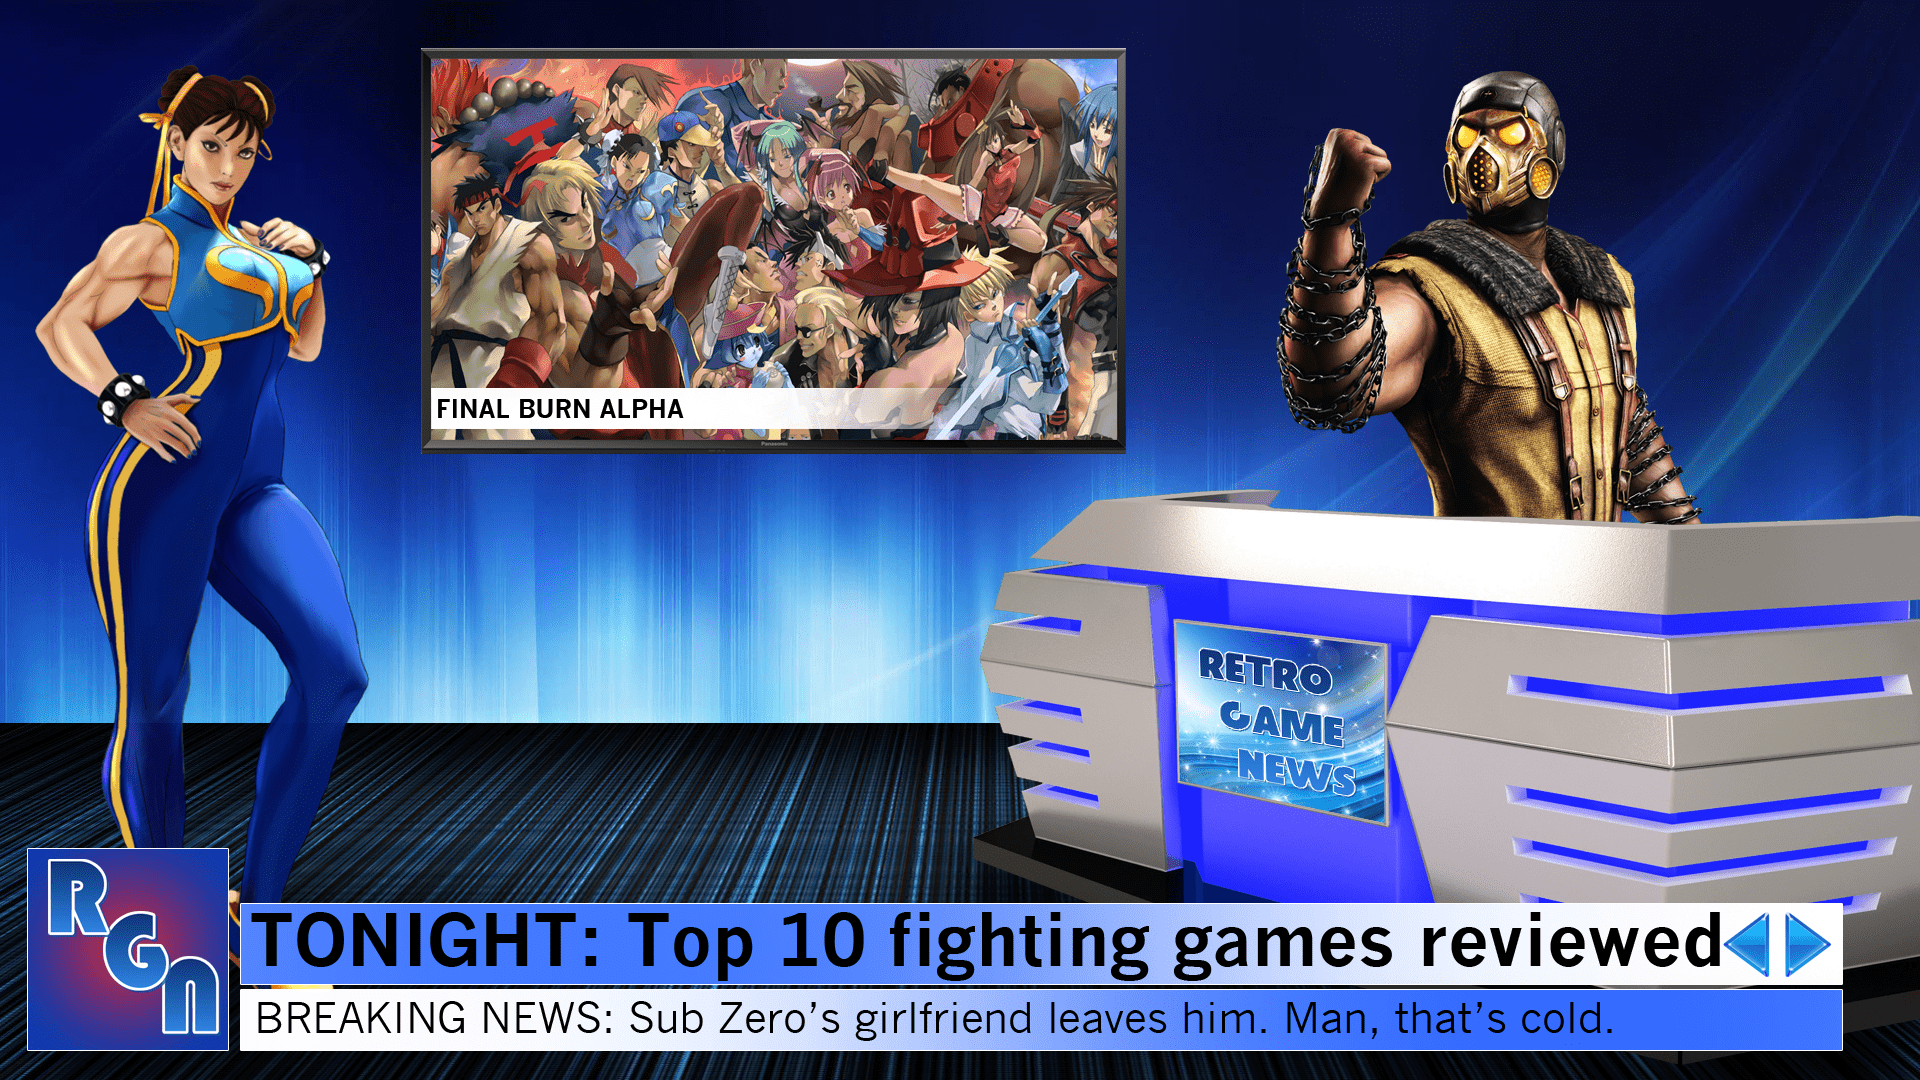 FINAL BURN ALPHA
Panasonic
RETRO
GAME
NEWS
RGn
TONIGHT: Top 10 fighting games reviewed
BREAKING NEWS: Sub Zero’s girlfriend leaves him. Man, that’s cold.